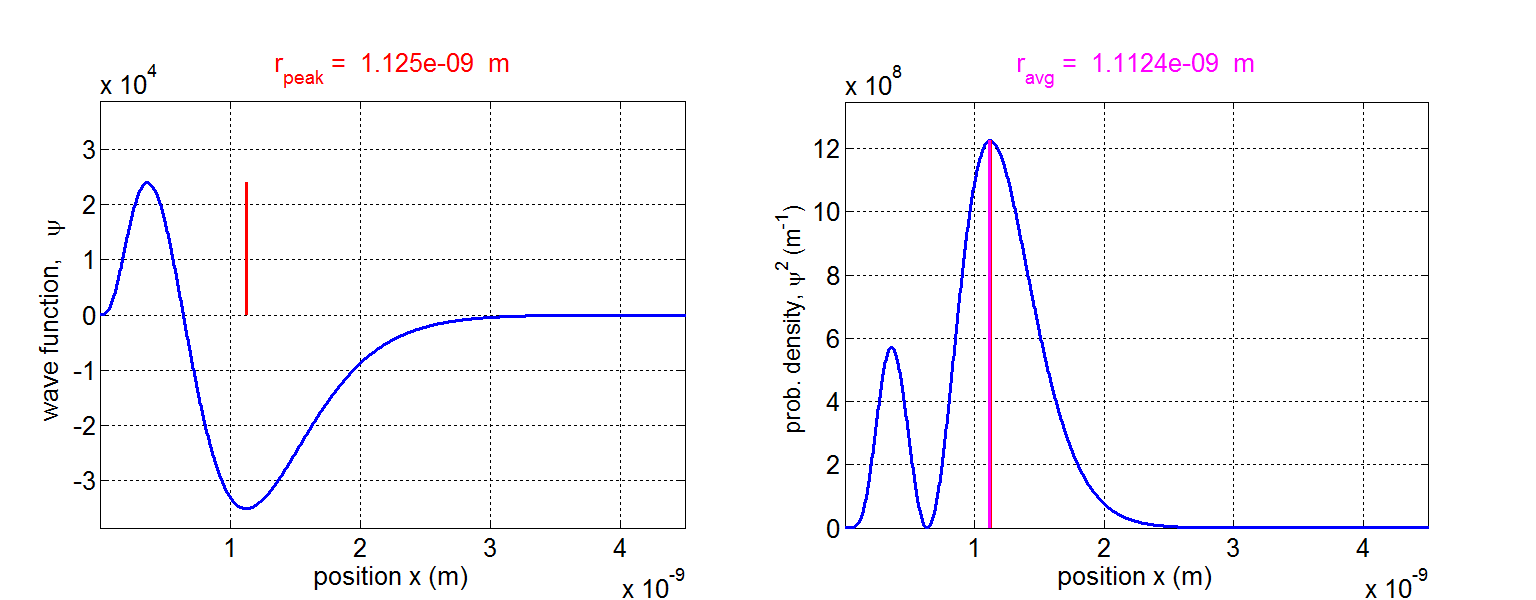 r_peak = 1.125e-09 m
x 10^4
3
2
1
0
-1
-2
-3
wave function, ψ
1 2 3 4
position x (m)
x 10^-9
r_avg = 1.1124e-09 m
x 10^8
12
10
8
6
4
2
0
prob. density, ψ^2 (m^-1)
1 2 3 4
position x (m)
x 10^-9